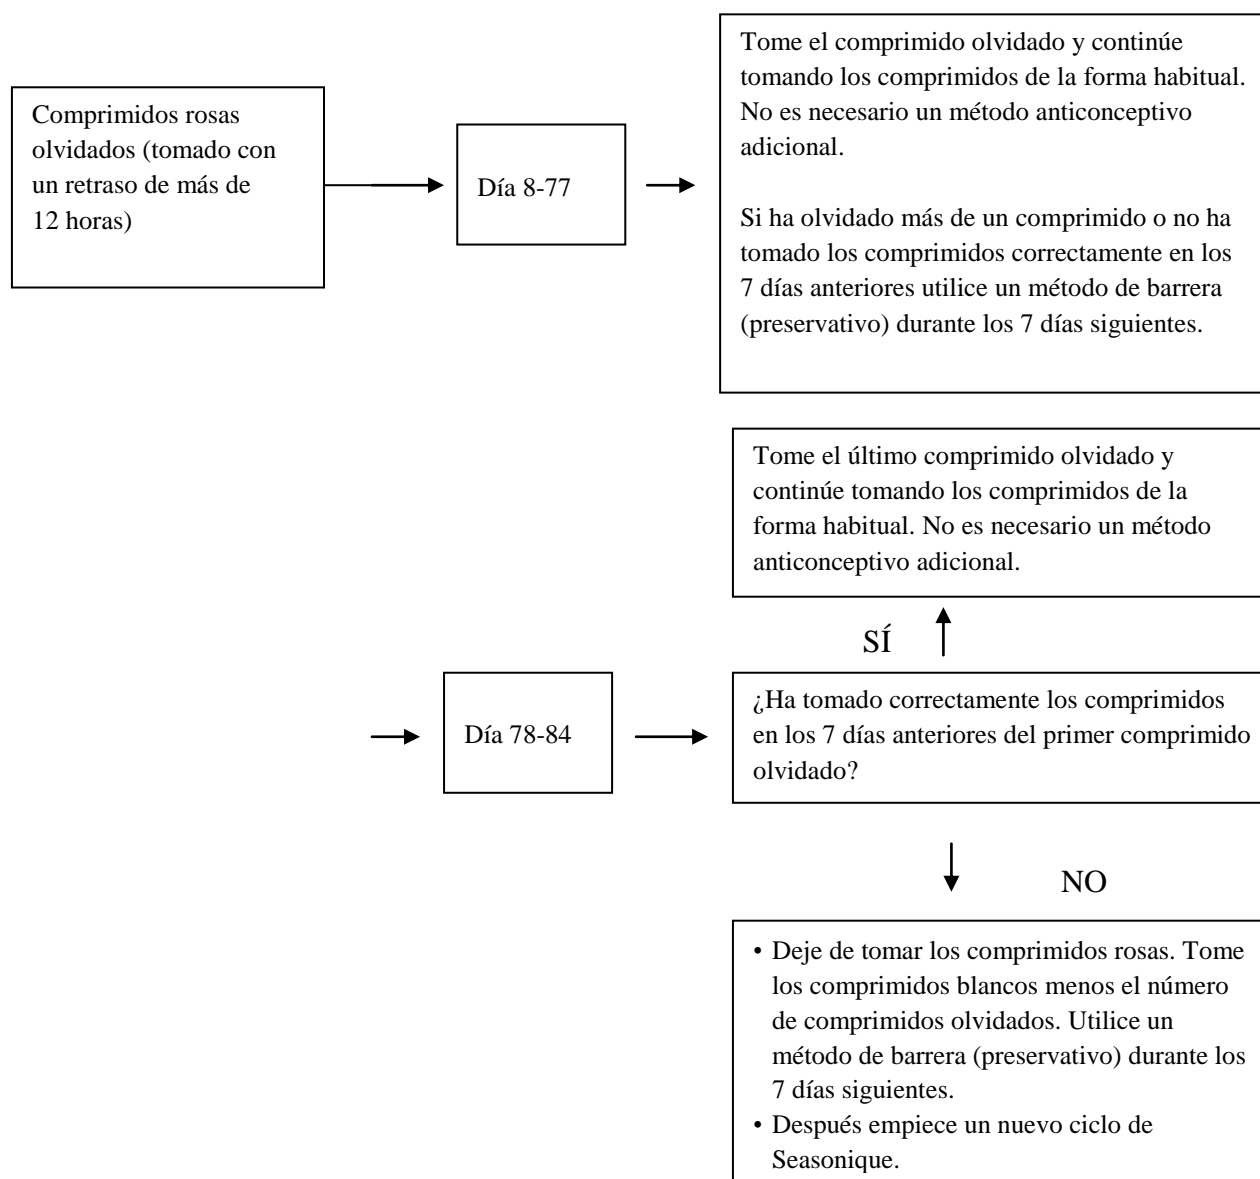 Comprimidos rosas
olvidados (tomado con
un retraso de más de
12 horas)
Día 8-77
Tome el comprimido olvidado y continúe
tomando los comprimidos de la forma habitual.
No es necesario un método anticonceptivo
adicional.
Si ha olvidado más de un comprimido o no ha
tomado los comprimidos correctamente en los
7 días anteriores utilice un método de barrera
(preservativo) durante los 7 días siguientes.
Tome el último comprimido olvidado y
continúe tomando los comprimidos de la
forma habitual. No es necesario un método
anticonceptivo adicional.
SÍ
Día 78-84
¿Ha tomado correctamente los comprimidos
en los 7 días anteriores del primer comprimido
olvidado?
NO
• Deje de tomar los comprimidos rosas. Tome
los comprimidos blancos menos el número
de comprimidos olvidados. Utilice un
método de barrera (preservativo) durante los
7 días siguientes.
• Después empiece un nuevo ciclo de
Seasonique.